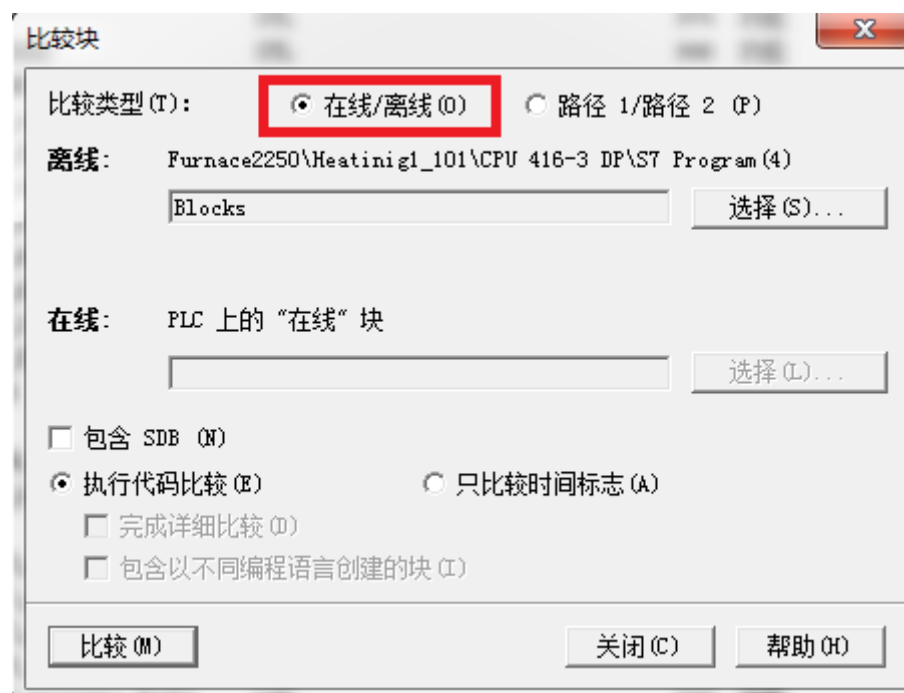 比较块
比较类型(T): 在线/离线(O) 路径 1/路径 2 (P)
离线: Furnace2250\Heatinig1_101\CPU 416-3 DP\S7 Program(4)
Blocks 选择(S)...
在线: PLC 上的 "在线" 块
选择(L)...
包含 SDB (N)
执行代码比较(E) 只比较时间标志(A)
完成详细比较(D)
包含以不同编程语言创建的块(I)
比较(M) 关闭(C) 帮助(H)